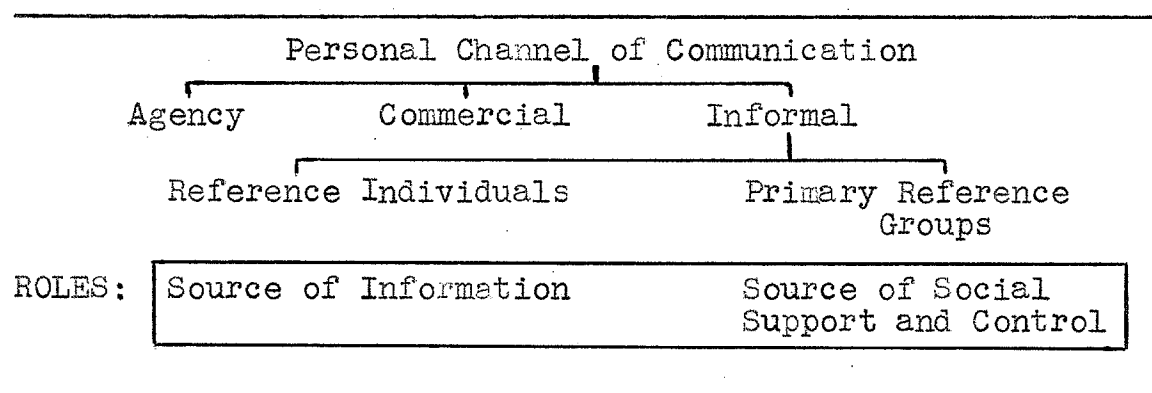 Personal Channel of Communication
Agency Commercial Informal
Reference Individuals Primary Reference
Groups
ROLES: Source of Information Source of Social
Support and Control